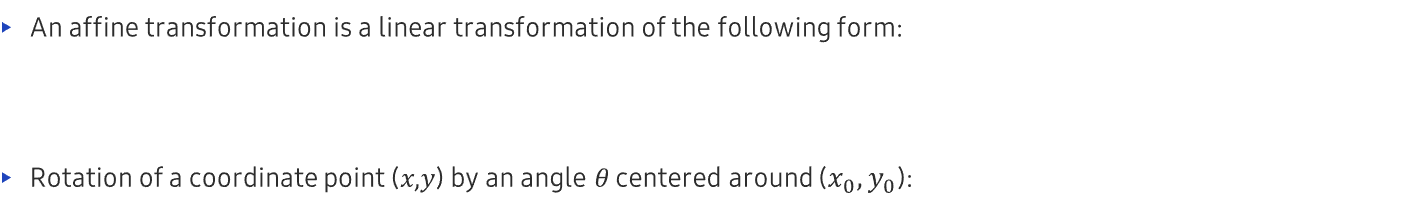 ▸ An affine transformation is a linear transformation of the following form:
▸ Rotation of a coordinate point (x,y) by an angle θ centered around (x₀, y₀):